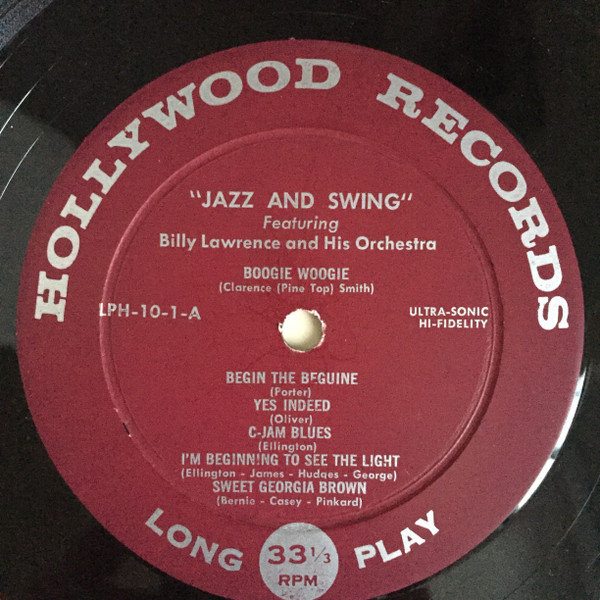 HOLLYWOOD RECORDS
"JAZZ AND SWING"
Featuring
Billy Lawrence and His Orchestra
BOOGIE WOOGIE
(Clarence (Pine Top) Smith)
LPH-10-1-A
ULTRA-SONIC
HI-FIDELITY
BEGIN THE BEGUINE
(Porter)
YES INDEED
(Oliver)
C-JAM BLUES
(Ellington)
I'M BEGINNING TO SEE THE LIGHT
(Ellington - James - Hudges - George)
SWEET GEORGIA BROWN
(Bernie - Casey - Pinkard)
LONG PLAY
33 1/3
RPM